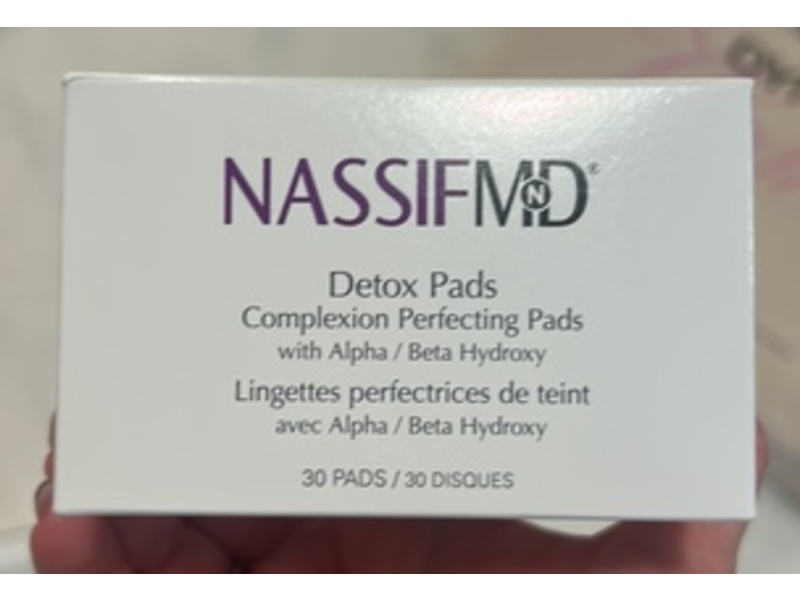 NASSIFMD®
Detox Pads
Complexion Perfecting Pads
with Alpha / Beta Hydroxy
Lingettes perfectrices de teint
avec Alpha / Beta Hydroxy
30 PADS / 30 DISQUES